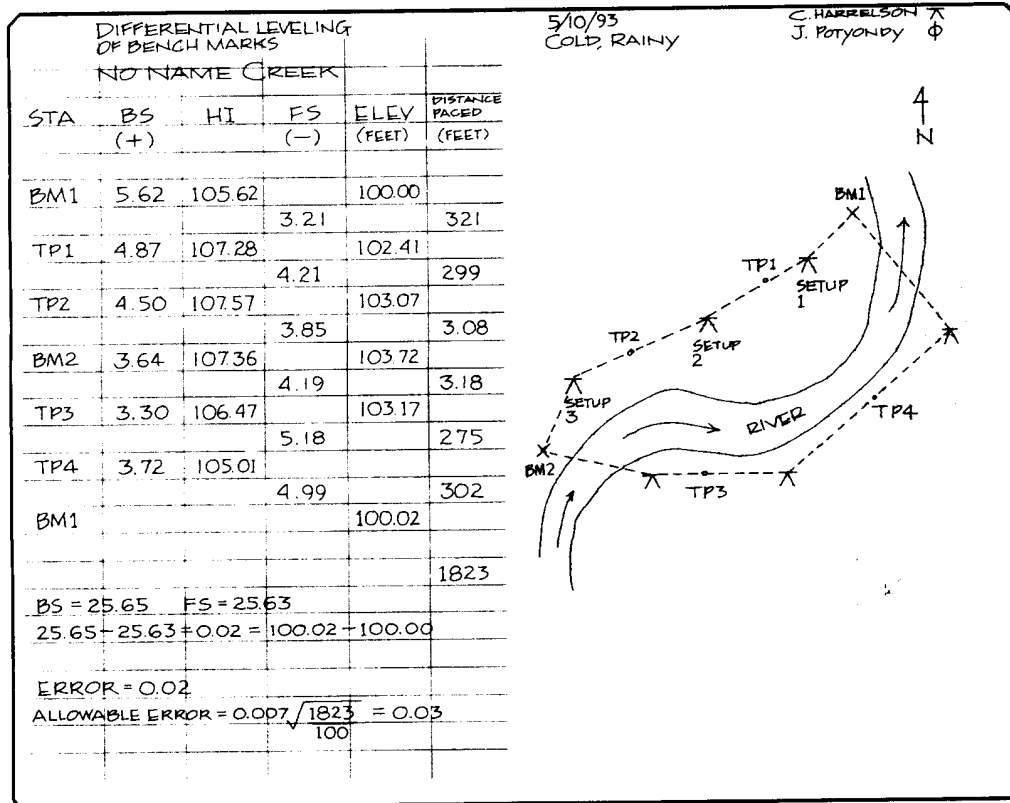 DIFFERENTIAL LEVELING
OF BENCH MARKS
NO NAME CREEK
STA BS HI FS ELEV DISTANCE PACED
(+) (−) (FEET) (FEET)
BM1 5.62 105.62 100.00
3.21 321
TP1 4.87 107.28 102.41
4.21 299
TP2 4.50 107.57 103.07
3.85 3.08
BM2 3.64 107.36 103.72
4.19 3.18
TP3 3.30 106.47 103.17
5.18 275
TP4 3.72 105.01
4.99 302
BM1 100.02
1823
BS = 25.65 FS = 25.63
25.65 − 25.63 = 0.02 = 100.02 − 100.00
ERROR = 0.02
ALLOWABLE ERROR = 0.007 √1823/100 = 0.03
5/10/93
COLD, RAINY
C. HARRELSON
J. POTYONDY ϕ
N
BM1
TP1
SETUP
1
SETUP
2
TP2
SETUP
3
BM2
RIVER
TP4
TP3